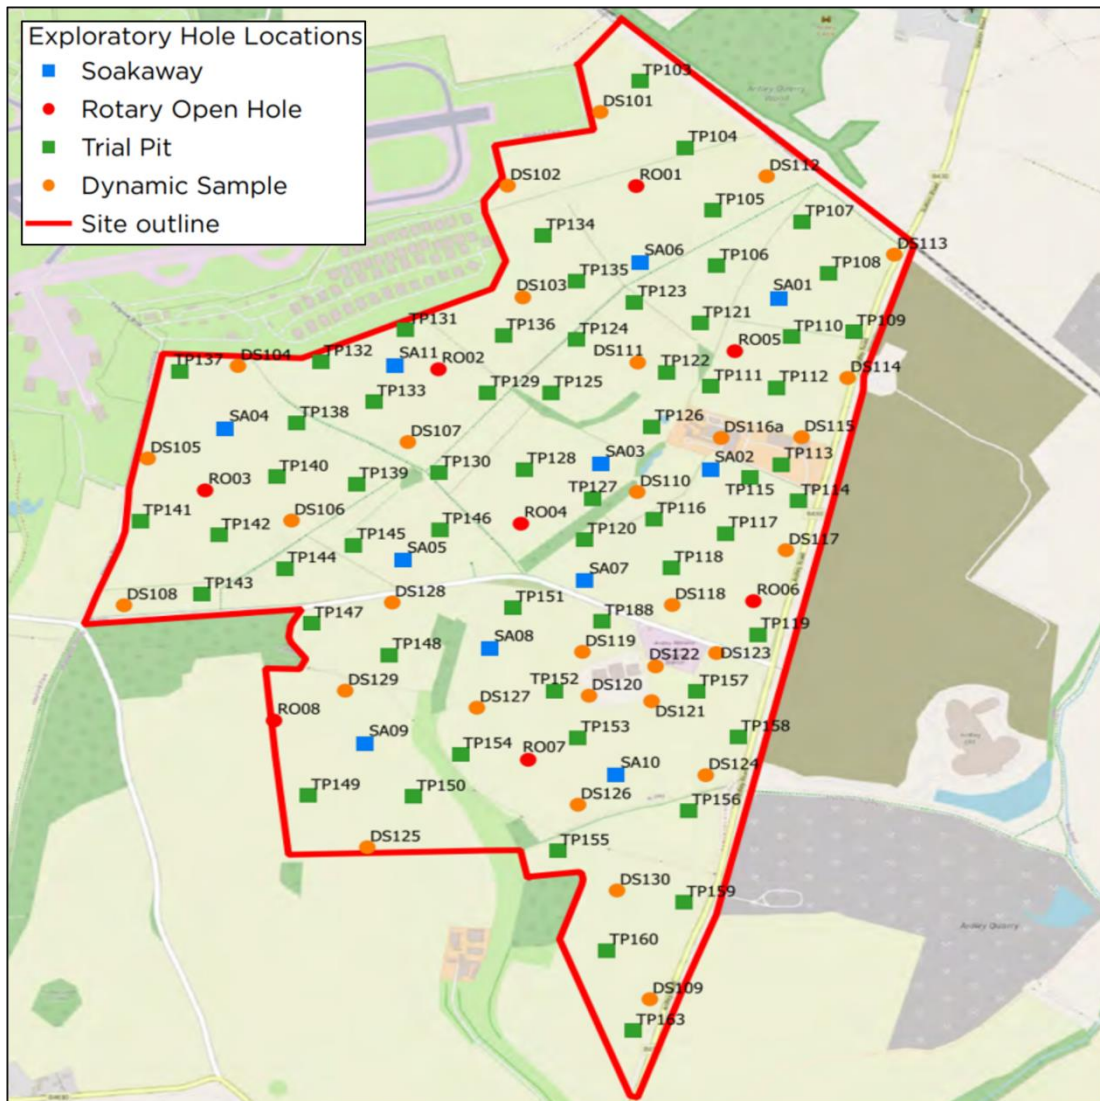 Exploratory Hole Locations
Soakaway
Rotary Open Hole
Trial Pit
Dynamic Sample
Site outline
TP103
DS101
TP104
DS112
DS102
RO01
TP105
TP107
TP134
DS113
SA06
TP106
TP108
TP135
DS103
SA01
TP123
TP121
TP131
TP136
TP124
TP110
TP109
RO05
TP132
SA11
RO02
DS111
TP137
DS104
TP122
DS114
TP133
TP129
TP125
TP111
TP112
SA04
TP138
TP126
DS107
DS116a
DS115
DS105
SA03
SA02
TP113
TP140
TP139
TP130
TP128
TP115
RO03
TP127
DS110
TP114
TP141
TP142
DS106
TP146
RO04
TP116
TP117
TP145
TP120
DS117
TP144
SA05
TP118
TP143
SA07
DS108
DS128
TP151
DS118
RO06
TP147
TP188
TP119
TP148
SA08
DS119
DS122
DS123
DS129
TP152
DS120
TP157
DS127
DS121
RO08
SA09
TP154
TP153
TP158
RO07
SA10
DS124
TP149
TP150
DS126
TP156
DS125
TP155
DS130
TP159
Ardley Quarry
TP160
DS109
TP163